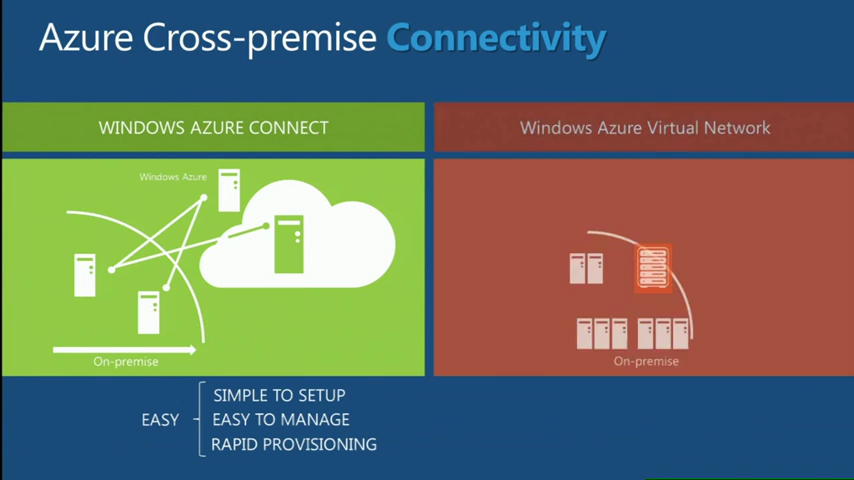 Azure Cross-premise Connectivity
WINDOWS AZURE CONNECT
Windows Azure Virtual Network
Windows Azure
On-premise
On-premise
EASY
SIMPLE TO SETUP
EASY TO MANAGE
RAPID PROVISIONING